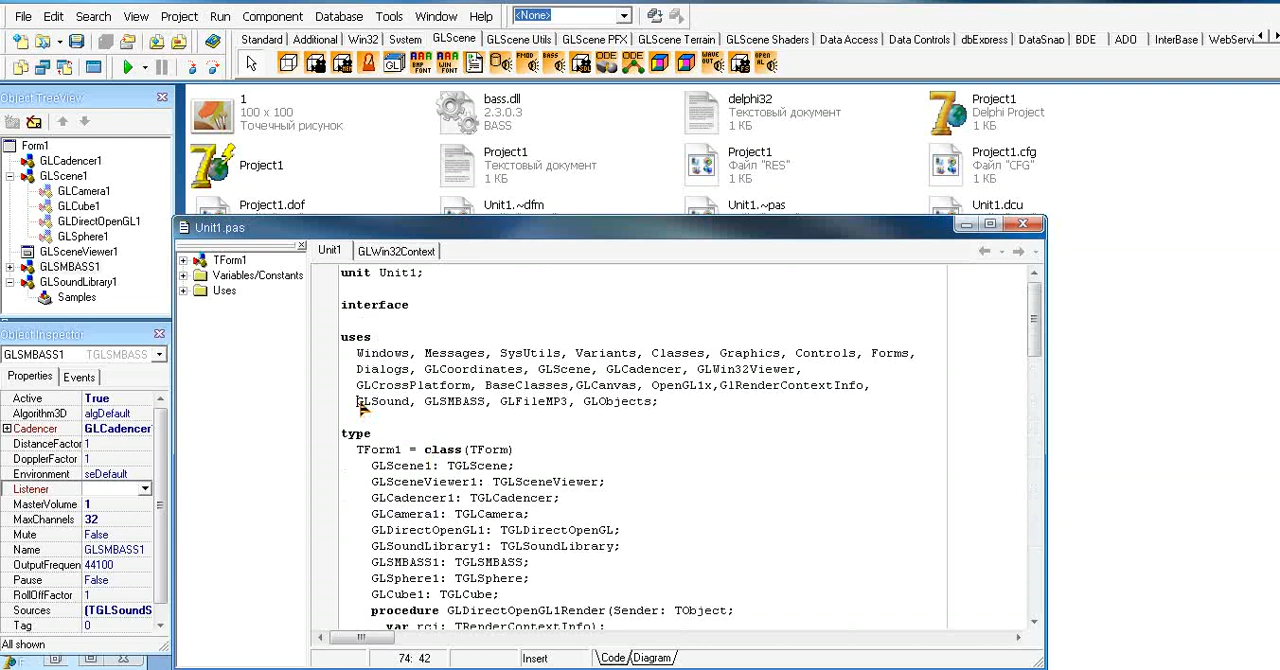 File Edit Search View Project Run Component Database Tools Window Help <None>
Standard Additional Win32 System GLScene GLScene Utils GLScene PFX GLScene Terrain GLScene Shaders Data Access Data Controls dbExpress DataSnap BDE ADO InterBase WebServi
Object TreeView
Form1
GLCadencer1
GLScene1
GLCamera1
GLCube1
GLDirectOpenGL1
GLSphere1
GLSceneViewer1
GLSMBASS1
GLSoundLibrary1
Samples
Object Inspector
GLSMBASS1 TGLSMBASS
Properties Events
Active True
Algorithm3D algDefault
Cadencer GLCadencer
DistanceFactor 1
DopplerFactor 1
Environment seDefault
Listener
MasterVolume 1
MaxChannels 32
Mute False
Name GLSMBASS1
OutputFrequen 44100
Pause False
RollOffFactor 1
Sources (TGLSoundS
Tag 0
All shown
1
100 x 100
Точечный рисунок
bass.dll
2.3.0.3
BASS
delphi32
Текстовый документ
1 КБ
Project1
Delphi Project
1 КБ
Project1
Project1
Текстовый документ
1 КБ
Project1
Файл "RES"
1 КБ
Project1.cfg
Файл "CFG"
1 КБ
Project1.dof
Unit1.~dfm
Unit1.~pas
Unit1.dcu
Unit1.pas
TForm1
Variables/Constants
Uses
Unit1 GLWin32Context
unit Unit1;
interface
uses
Windows, Messages, SysUtils, Variants, Classes, Graphics, Controls, Forms,
Dialogs, GLCoordinates, GLScene, GLCadencer, GLWin32Viewer,
GLCrossPlatform, BaseClasses,GLCanvas, OpenGL1x,GlRenderContextInfo,
GLSound, GLSMBASS, GLFileMP3, GLObjects;
type
TForm1 = class(TForm)
GLScene1: TGLScene;
GLSceneViewer1: TGLSceneViewer;
GLCadencer1: TGLCadencer;
GLCamera1: TGLCamera;
GLDirectOpenGL1: TGLDirectOpenGL;
GLSoundLibrary1: TGLSoundLibrary;
GLSMBASS1: TGLSMBASS;
GLSphere1: TGLSphere;
GLCube1: TGLCube;
procedure GLDirectOpenGL1Render(Sender: TObject;
var rci: TRenderContextInfo);
74: 42 Insert Code Diagram